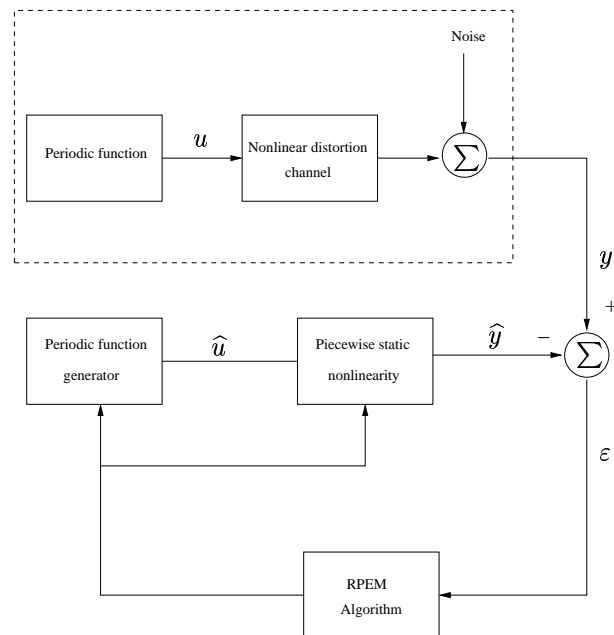 Noise
Periodic function
u
Nonlinear distortion
channel
∑
y
+
Periodic function
generator
û
Piecewise static
nonlinearity
ŷ
−
∑
ε
RPEM
Algorithm